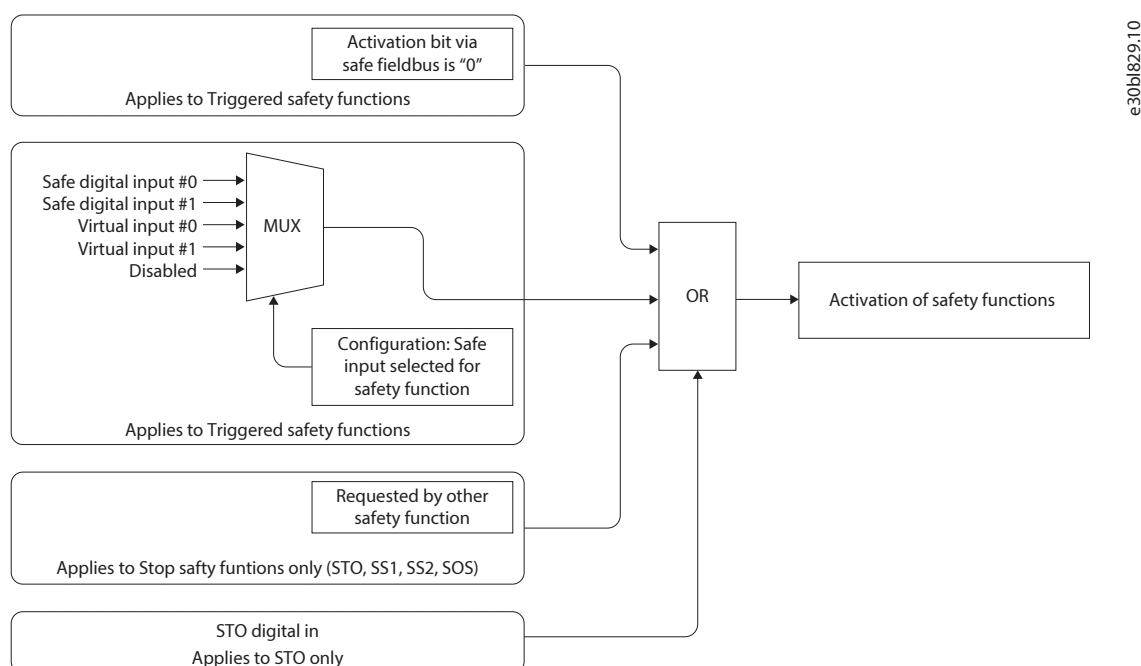 Activation bit via
safe fieldbus is “0”
Applies to Triggered safety functions
e30bl829.10
Safe digital input #0
Safe digital input #1
Virtual input #0
Virtual input #1
Disabled
MUX
Configuration: Safe
input selected for
safety function
Applies to Triggered safety functions
OR
Activation of safety functions
Requested by other
safety function
Applies to Stop safty funtions only (STO, SS1, SS2, SOS)
STO digital in
Applies to STO only